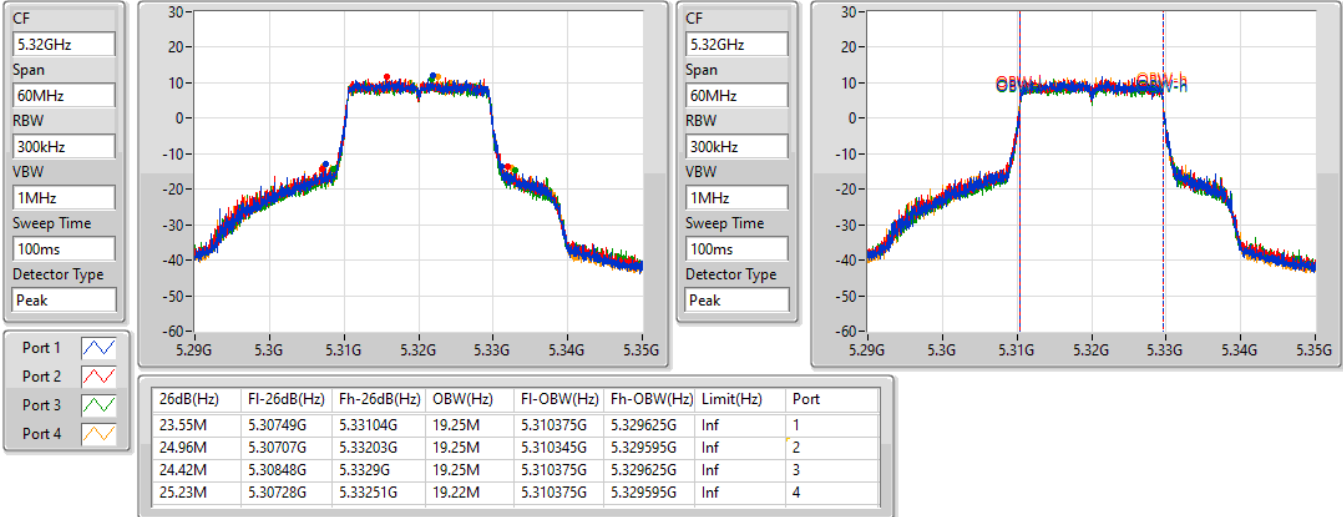 CF
5.32GHz
Span
60MHz
RBW
300kHz
VBW
1MHz
Sweep Time
100ms
Detector Type
Peak
30
20
10
0
-10
-20
-30
-40
-50
-60
5.29G 5.3G 5.31G 5.32G 5.33G 5.34G 5.35G
CF
5.32GHz
Span
60MHz
RBW
300kHz
VBW
1MHz
Sweep Time
100ms
Detector Type
Peak
30
20
10
0
-10
-20
-30
-40
-50
-60
OBW-h
5.29G 5.3G 5.31G 5.32G 5.33G 5.34G 5.35G
Port 1
Port 2
Port 3
Port 4
26dB(Hz) Fl-26dB(Hz) Fh-26dB(Hz) OBW(Hz) Fl-OBW(Hz) Fh-OBW(Hz) Limit(Hz) Port
23.55M 5.30749G 5.33104G 19.25M 5.310375G 5.329625G Inf 1
24.96M 5.30707G 5.33203G 19.25M 5.310345G 5.329595G Inf 2
24.42M 5.30848G 5.3329G 19.25M 5.310375G 5.329625G Inf 3
25.23M 5.30728G 5.33251G 19.22M 5.310375G 5.329595G Inf 4